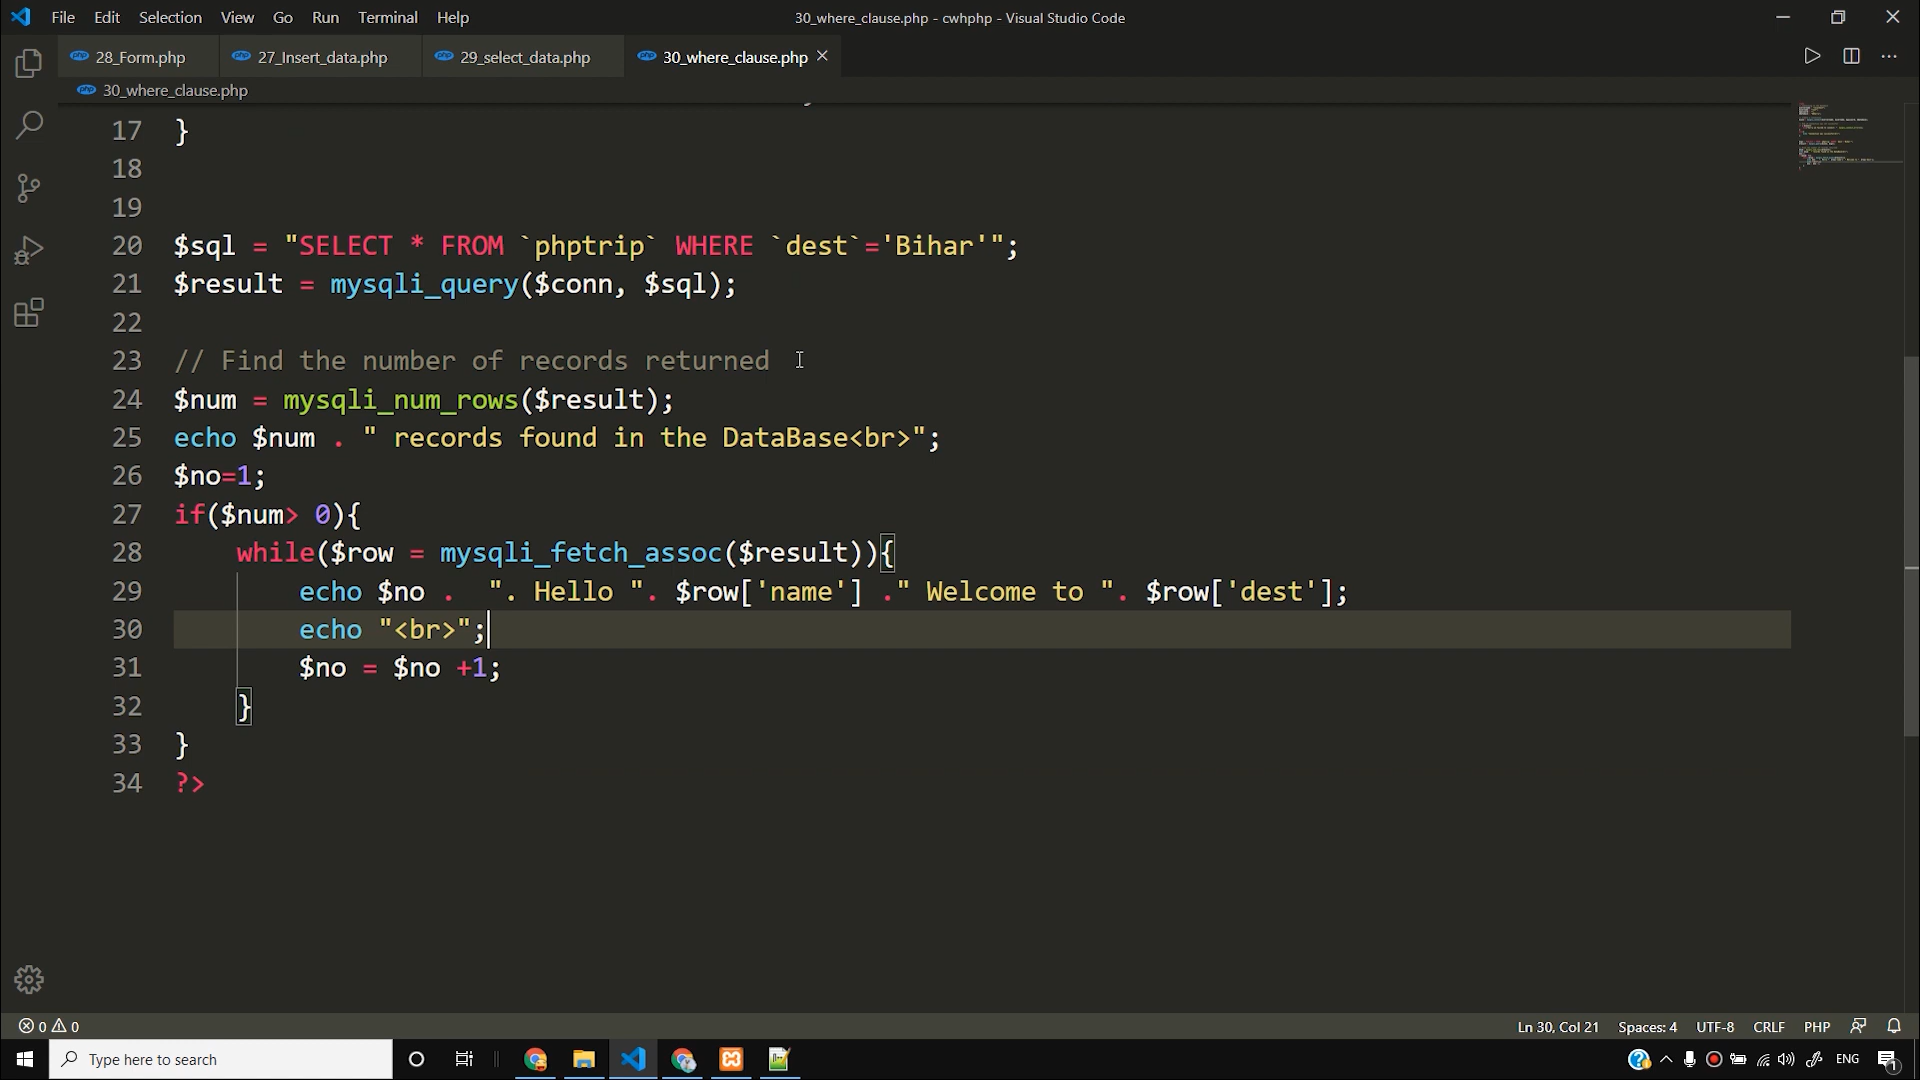 File Edit Selection View Go Run Terminal Help
30_where_clause.php - cwhphp - Visual Studio Code
28_Form.php 27_Insert_data.php 29_select_data.php 30_where_clause.php
30_where_clause.php
17 }
18
19
20 $sql = "SELECT * FROM `phptrip` WHERE `dest`='Bihar'";
21 $result = mysqli_query($conn, $sql);
22
23 // Find the number of records returned
24 $num = mysqli_num_rows($result);
25 echo $num . " records found in the DataBase<br>";
26 $no=1;
27 if($num> 0){
28     while($row = mysqli_fetch_assoc($result)){
29         echo $no .  ". Hello ". $row['name'] ." Welcome to ". $row['dest'];
30         echo "<br>";
31         $no = $no +1;
32     }
33 }
34 ?>
0 0
Ln 30, Col 21 Spaces: 4 UTF-8 CRLF PHP
Type here to search
ENG
1